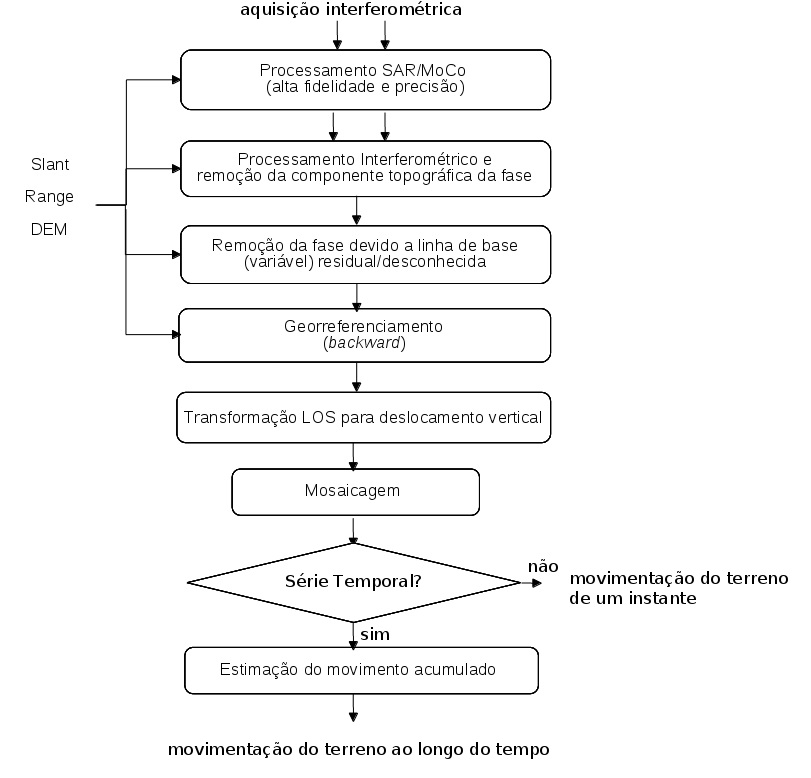 aquisição interferométrica
Processamento SAR/MoCo
(alta fidelidade e precisão)
Processamento Interferométrico e
remoção da componente topográfica da fase
Slant
Range
DEM
Remoção da fase devido a linha de base
(variável) residual/desconhecida
Georreferenciamento
(backward)
Transformação LOS para deslocamento vertical
Mosaicagem
Série Temporal?
não
movimentação do terreno
de um instante
sim
Estimação do movimento acumulado
movimentação do terreno ao longo do tempo